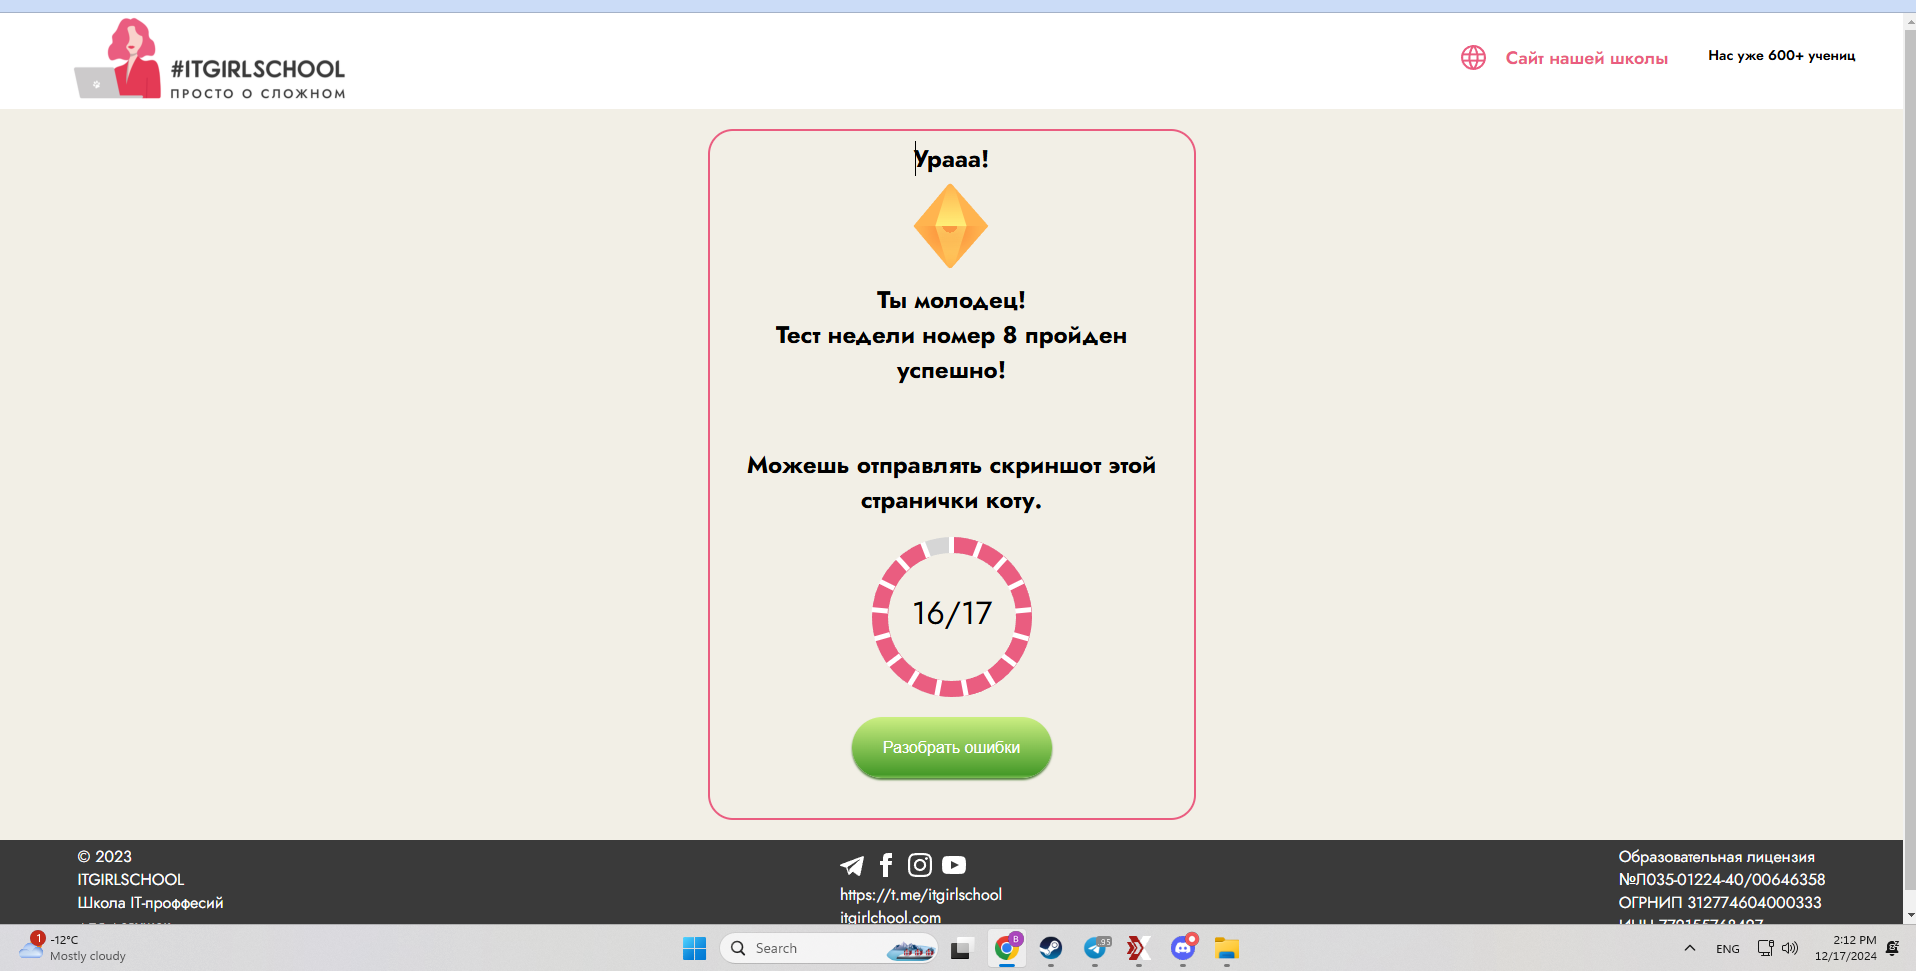 #ITGIRLSCHOOL
ПРОСТО О СЛОЖНОМ
Сайт нашей школы
Нас уже 600+ учениц
Урааа!
Ты молодец!
Тест недели номер 8 пройден
успешно!
Можешь отправлять скриншот этой
странички коту.
16/17
Разобрать ошибки
© 2023
ITGIRLSCHOOL
Школа IT-проффесий
https://t.me/itgirlschool
itgirlchool.com
Образовательная лицензия
№Л035-01224-40/00646358
ОГРНИП 312774604000333
1
-12°C
Mostly cloudy
Search
B
95
ENG
2:12 PM
12/17/2024